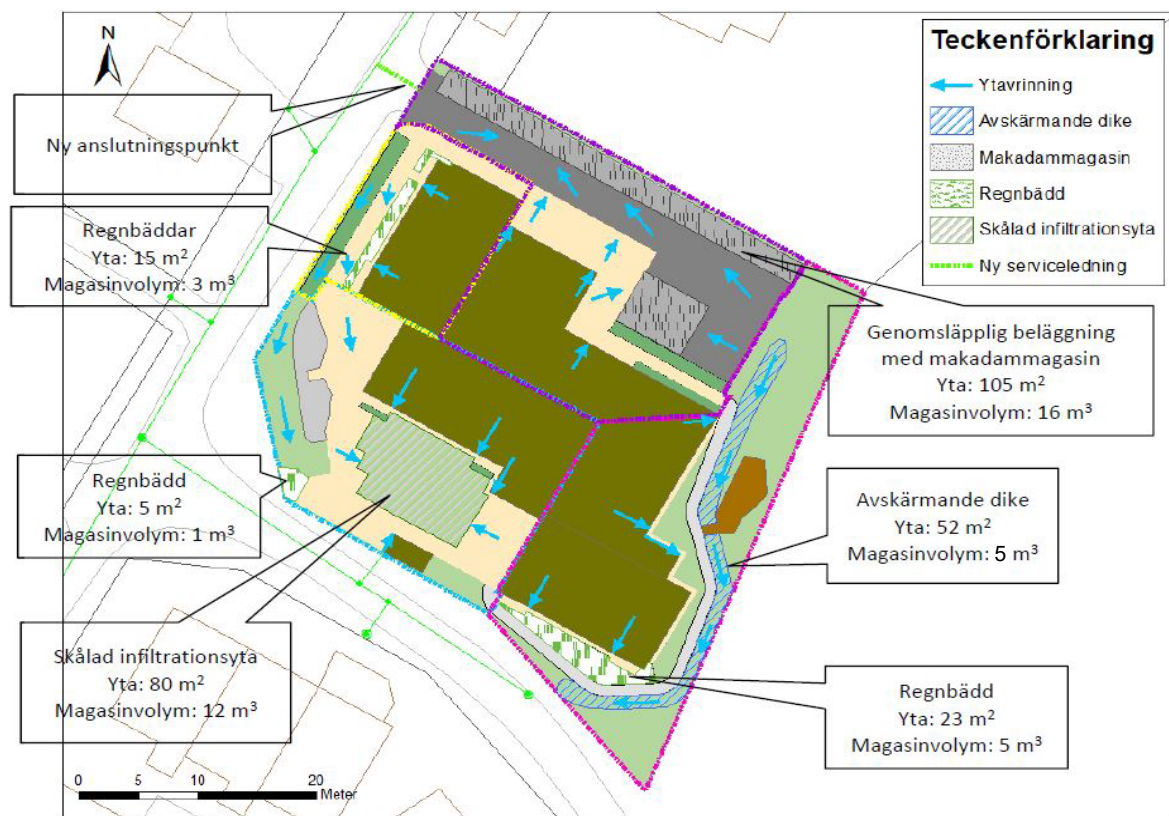 N
Ny anslutningspunkt
Regnbäddar
Yta: 15 m²
Magasinvolym: 3 m³
Regnbädd
Yta: 5 m²
Magasinvolym: 1 m³
Skålad infiltrationsyta
Yta: 80 m²
Magasinvolym: 12 m³
0 5 10 20
Meter
Teckenförklaring
Ytavrinning
Avskärmande dike
Makadammagasin
Regnbädd
Skålad infiltrationsyta
Ny serviceledning
Genomsläpplig beläggning
med makadammagasin
Yta: 105 m²
Magasinvolym: 16 m³
Avskärmande dike
Yta: 52 m²
Magasinvolym: 5 m³
Regnbädd
Yta: 23 m²
Magasinvolym: 5 m³